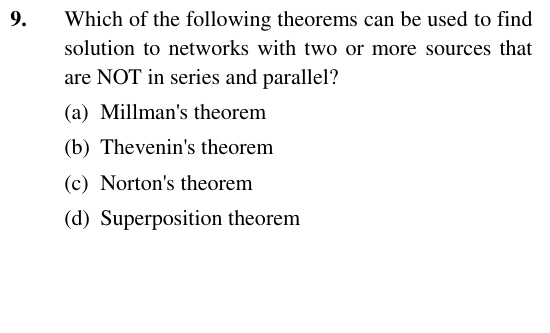 9. Which of the following theorems can be used to find
solution to networks with two or more sources that
are NOT in series and parallel?
(a) Millman's theorem
(b) Thevenin's theorem
(c) Norton's theorem
(d) Superposition theorem